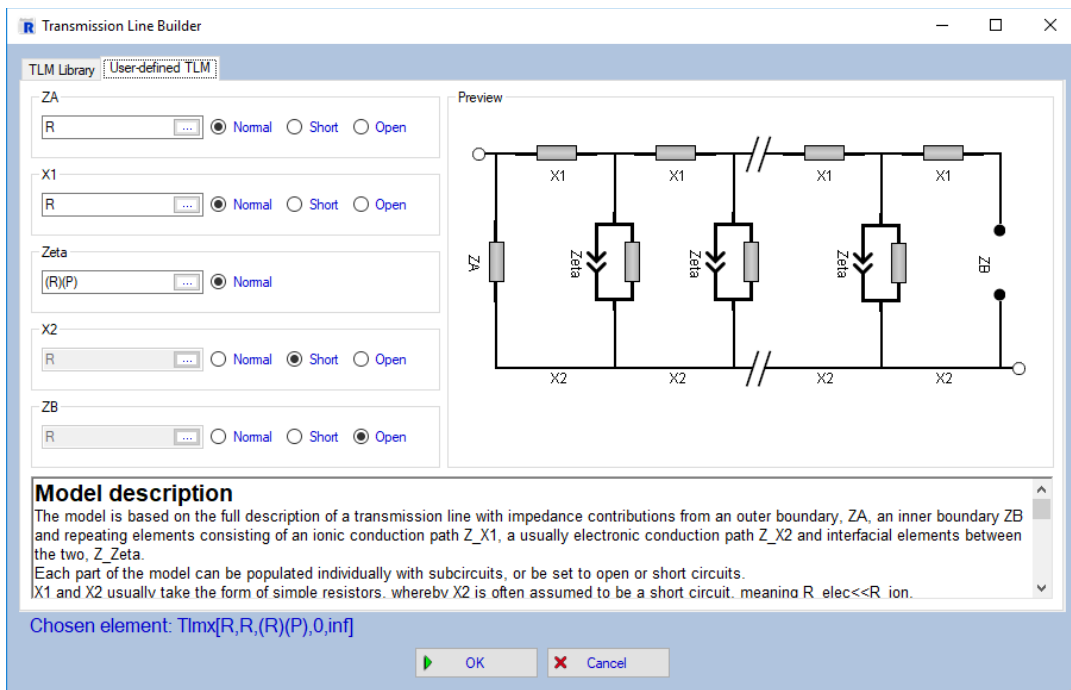 Transmission Line Builder
TLM Library
User-defined TLM
ZA
R ... Normal Short Open
X1
R ... Normal Short Open
Zeta
(R)(P) ... Normal
X2
R ... Normal Short Open
ZB
R ... Normal Short Open
Preview
X1 X1 X1 X1
ZA Zeta Zeta Zeta ZB
X2 X2 X2 X2
Model description
The model is based on the full description of a transmission line with impedance contributions from an outer boundary, ZA, an inner boundary ZB
and repeating elements consisting of an ionic conduction path Z_X1, a usually electronic conduction path Z_X2 and interfacial elements between
the two, Z_Zeta.
Each part of the model can be populated individually with subcircuits, or be set to open or short circuits.
X1 and X2 usually take the form of simple resistors, whereby X2 is often assumed to be a short circuit, meaning R_elec<<R_ion.
Chosen element: Tlmx[R,R,(R)(P),0,inf]
OK
Cancel